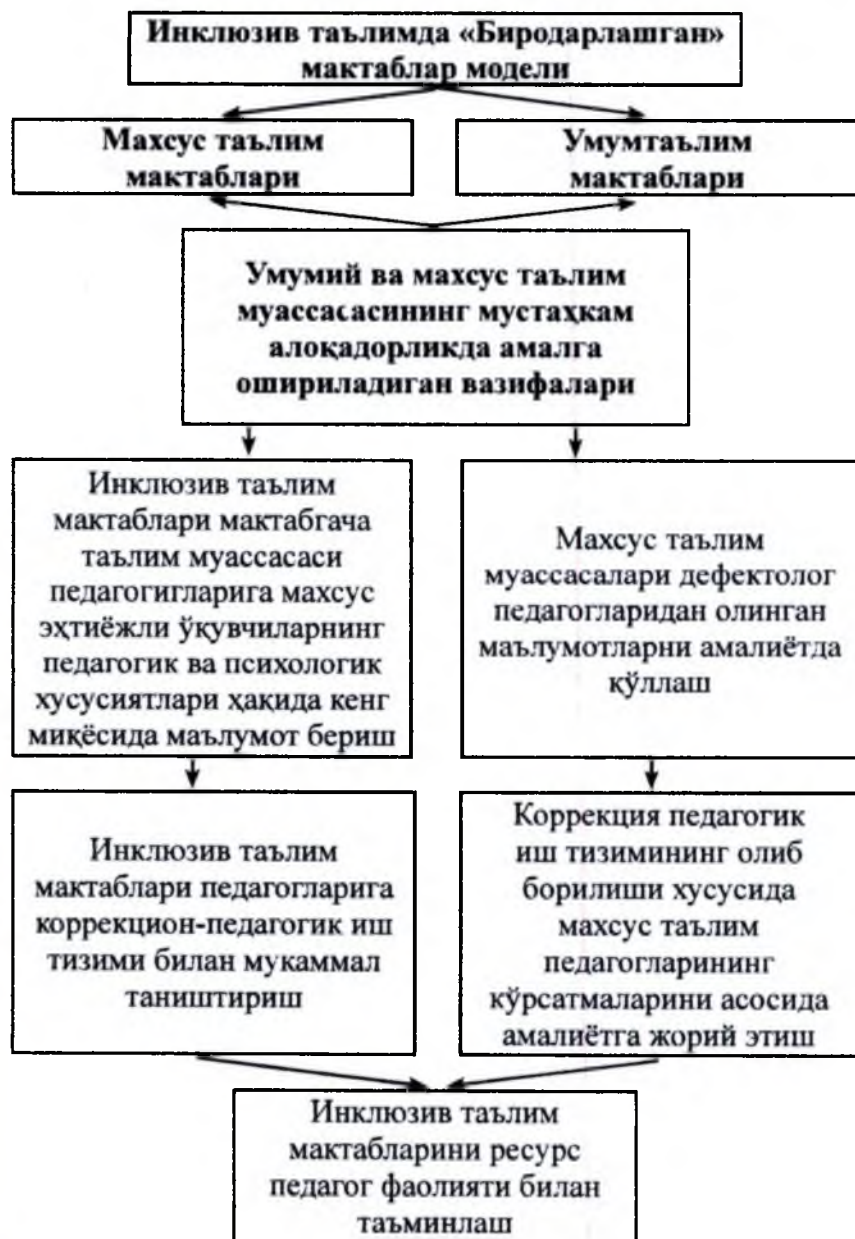 Инклюзив таълимда «Биродарлашган»
мактаблар модели
Махсус таълим
мактаблари
Умумтаълим
мактаблари
Умумий ва махсус таълим
муассасасининг мустаҳкам
алоқадорликда амалга
ошириладиган вазифалари
Инклюзив таълим
мактаблари мактабгача
таълим муассасаси
педагогигларига махсус
эҳтиёжли ўқувчиларнинг
педагогик ва психологик
хусусиятлари ҳақида кенг
миқёсида маълумот бериш
Махсус таълим
муассасалари дефектолог
педагогларидан олинган
маълумотларни амалиётда
қўллаш
Инклюзив таълим
мактаблари педагогларига
коррекцион-педагогик иш
тизими билан мукаммал
таништириш
Коррекция педагогик
иш тизимининг олиб
борилиши хусусида
махсус таълим
педагогларининг
кўрсатмаларини асосида
амалиётга жорий этиш
Инклюзив таълим
мактабларини ресурс
педагог фаолияти билан
таъминлаш